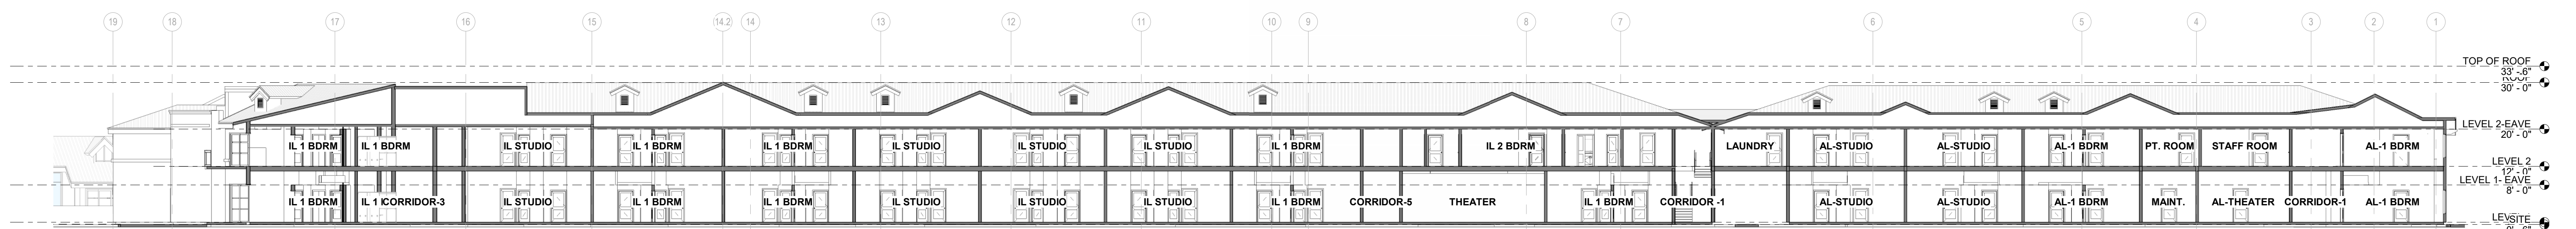 19 18 17 16 15 14.2 14 13 12 11 10 9 8 7 6 5 4 3 2 1
TOP OF ROOF
33' - 6"
ROOF
30' - 0"
LEVEL 2-EAVE
20' - 0"
IL 1 BDRM IL 1 BDRM IL STUDIO IL 1 BDRM IL 1 BDRM IL STUDIO IL STUDIO IL STUDIO IL 1 BDRM IL 2 BDRM LAUNDRY AL-STUDIO AL-STUDIO AL-1 BDRM PT. ROOM STAFF ROOM AL-1 BDRM
LEVEL 2
12' - 0"
LEVEL 1- EAVE
8' - 0"
IL 1 BDRM IL 1 CORRIDOR-3 IL STUDIO IL 1 BDRM IL 1 BDRM IL STUDIO IL STUDIO IL STUDIO IL 1 BDRM CORRIDOR-5 THEATER IL 1 BDRM CORRIDOR -1 AL-STUDIO AL-STUDIO AL-1 BDRM MAINT. AL-THEATER CORRIDOR-1 AL-1 BDRM
SITE